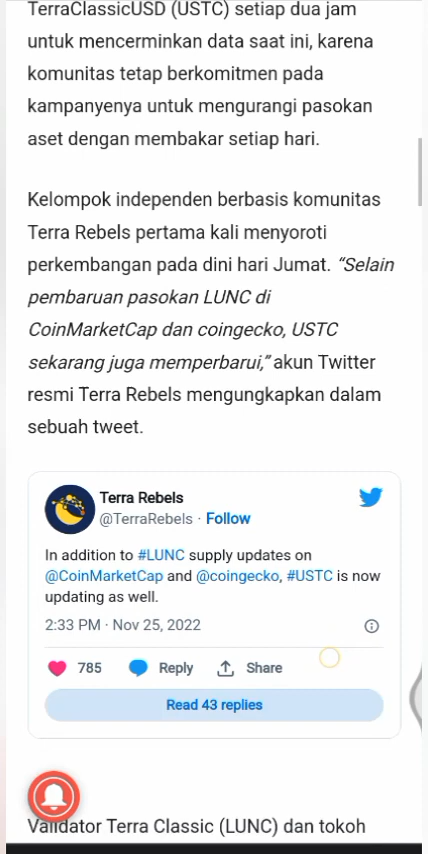 TerraClassicUSD (USTC) setiap dua jam
untuk mencerminkan data saat ini, karena
komunitas tetap berkomitmen pada
kampanyenya untuk mengurangi pasokan
aset dengan membakar setiap hari.
Kelompok independen berbasis komunitas
Terra Rebels pertama kali menyoroti
perkembangan pada dini hari Jumat. “Selain
pembaruan pasokan LUNC di
CoinMarketCap dan coingecko, USTC
sekarang juga memperbarui,” akun Twitter
resmi Terra Rebels mengungkapkan dalam
sebuah tweet.
Terra Rebels
@TerraRebels · Follow
In addition to #LUNC supply updates on
@CoinMarketCap and @coingecko, #USTC is now
updating as well.
2:33 PM · Nov 25, 2022
785 Reply Share
Read 43 replies
Validator Terra Classic (LUNC) dan tokoh